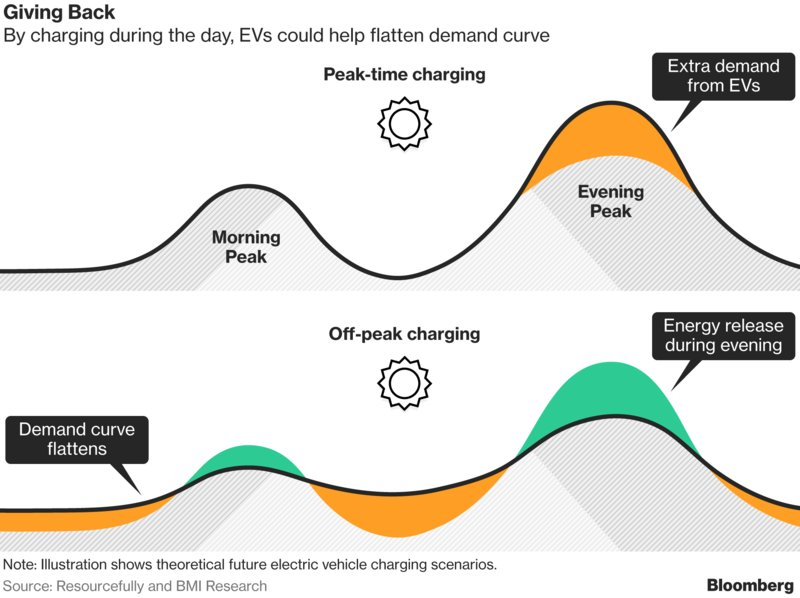 Giving Back
By charging during the day, EVs could help flatten demand curve
Peak-time charging
Extra demand
from EVs
Morning
Peak
Evening
Peak
Off-peak charging
Energy release
during evening
Demand curve
flattens
Note: Illustration shows theoretical future electric vehicle charging scenarios.
Source: Resourcefully and BMI Research
Bloomberg